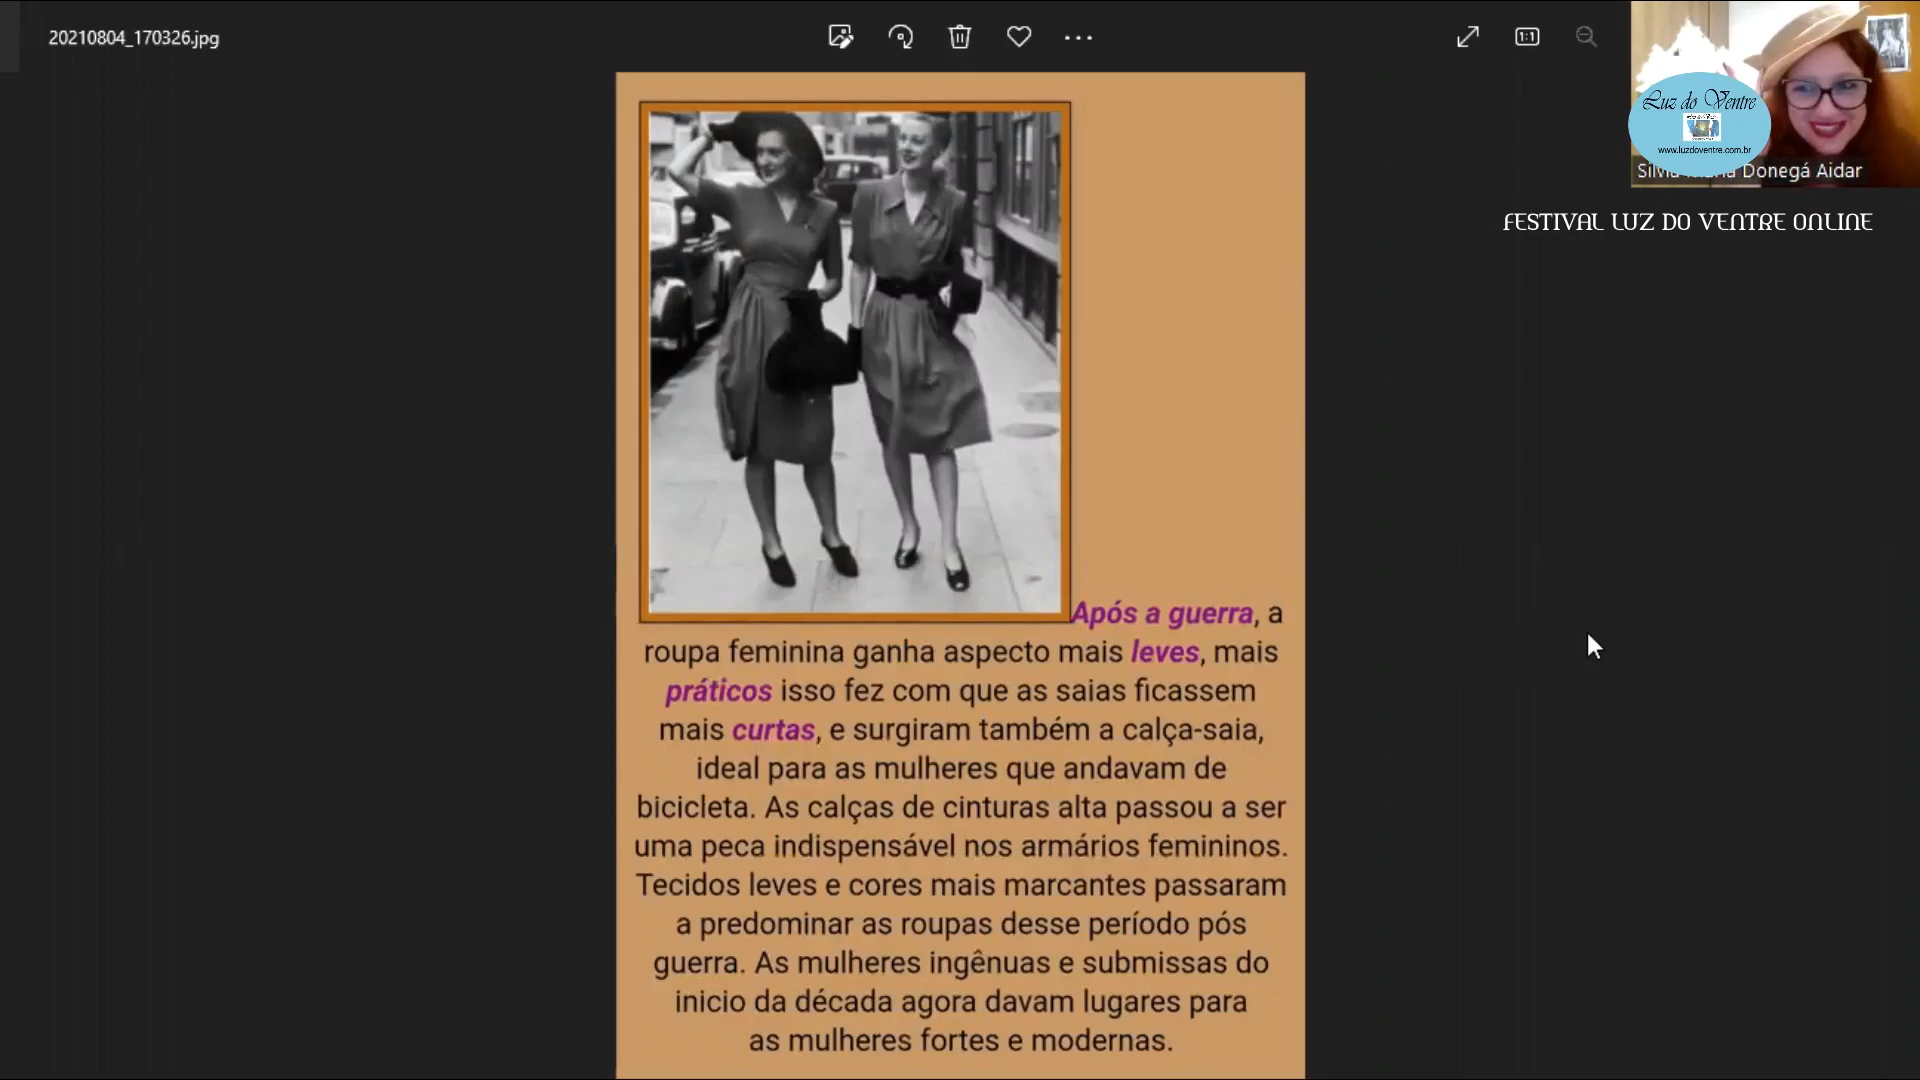 20210804_170326.jpg
1:1
Luz do Ventre
www.luzdoventre.com.br
Donegá Aidar
FESTIVAL LUZ DO VENTRE ONLINE
Após a guerra, a
roupa feminina ganha aspecto mais leves, mais
práticos isso fez com que as saias ficassem
mais curtas, e surgiram também a calça-saia,
ideal para as mulheres que andavam de
bicicleta. As calças de cinturas alta passou a ser
uma peca indispensável nos armários femininos.
Tecidos leves e cores mais marcantes passaram
a predominar as roupas desse período pós
guerra. As mulheres ingênuas e submissas do
inicio da década agora davam lugares para
as mulheres fortes e modernas.